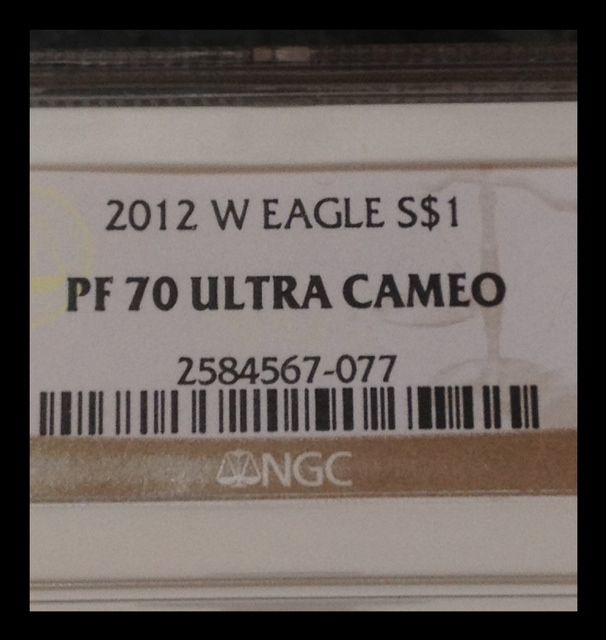 2012 W EAGLE S$1
PF 70 ULTRA CAMEO
2584567-077
NGC